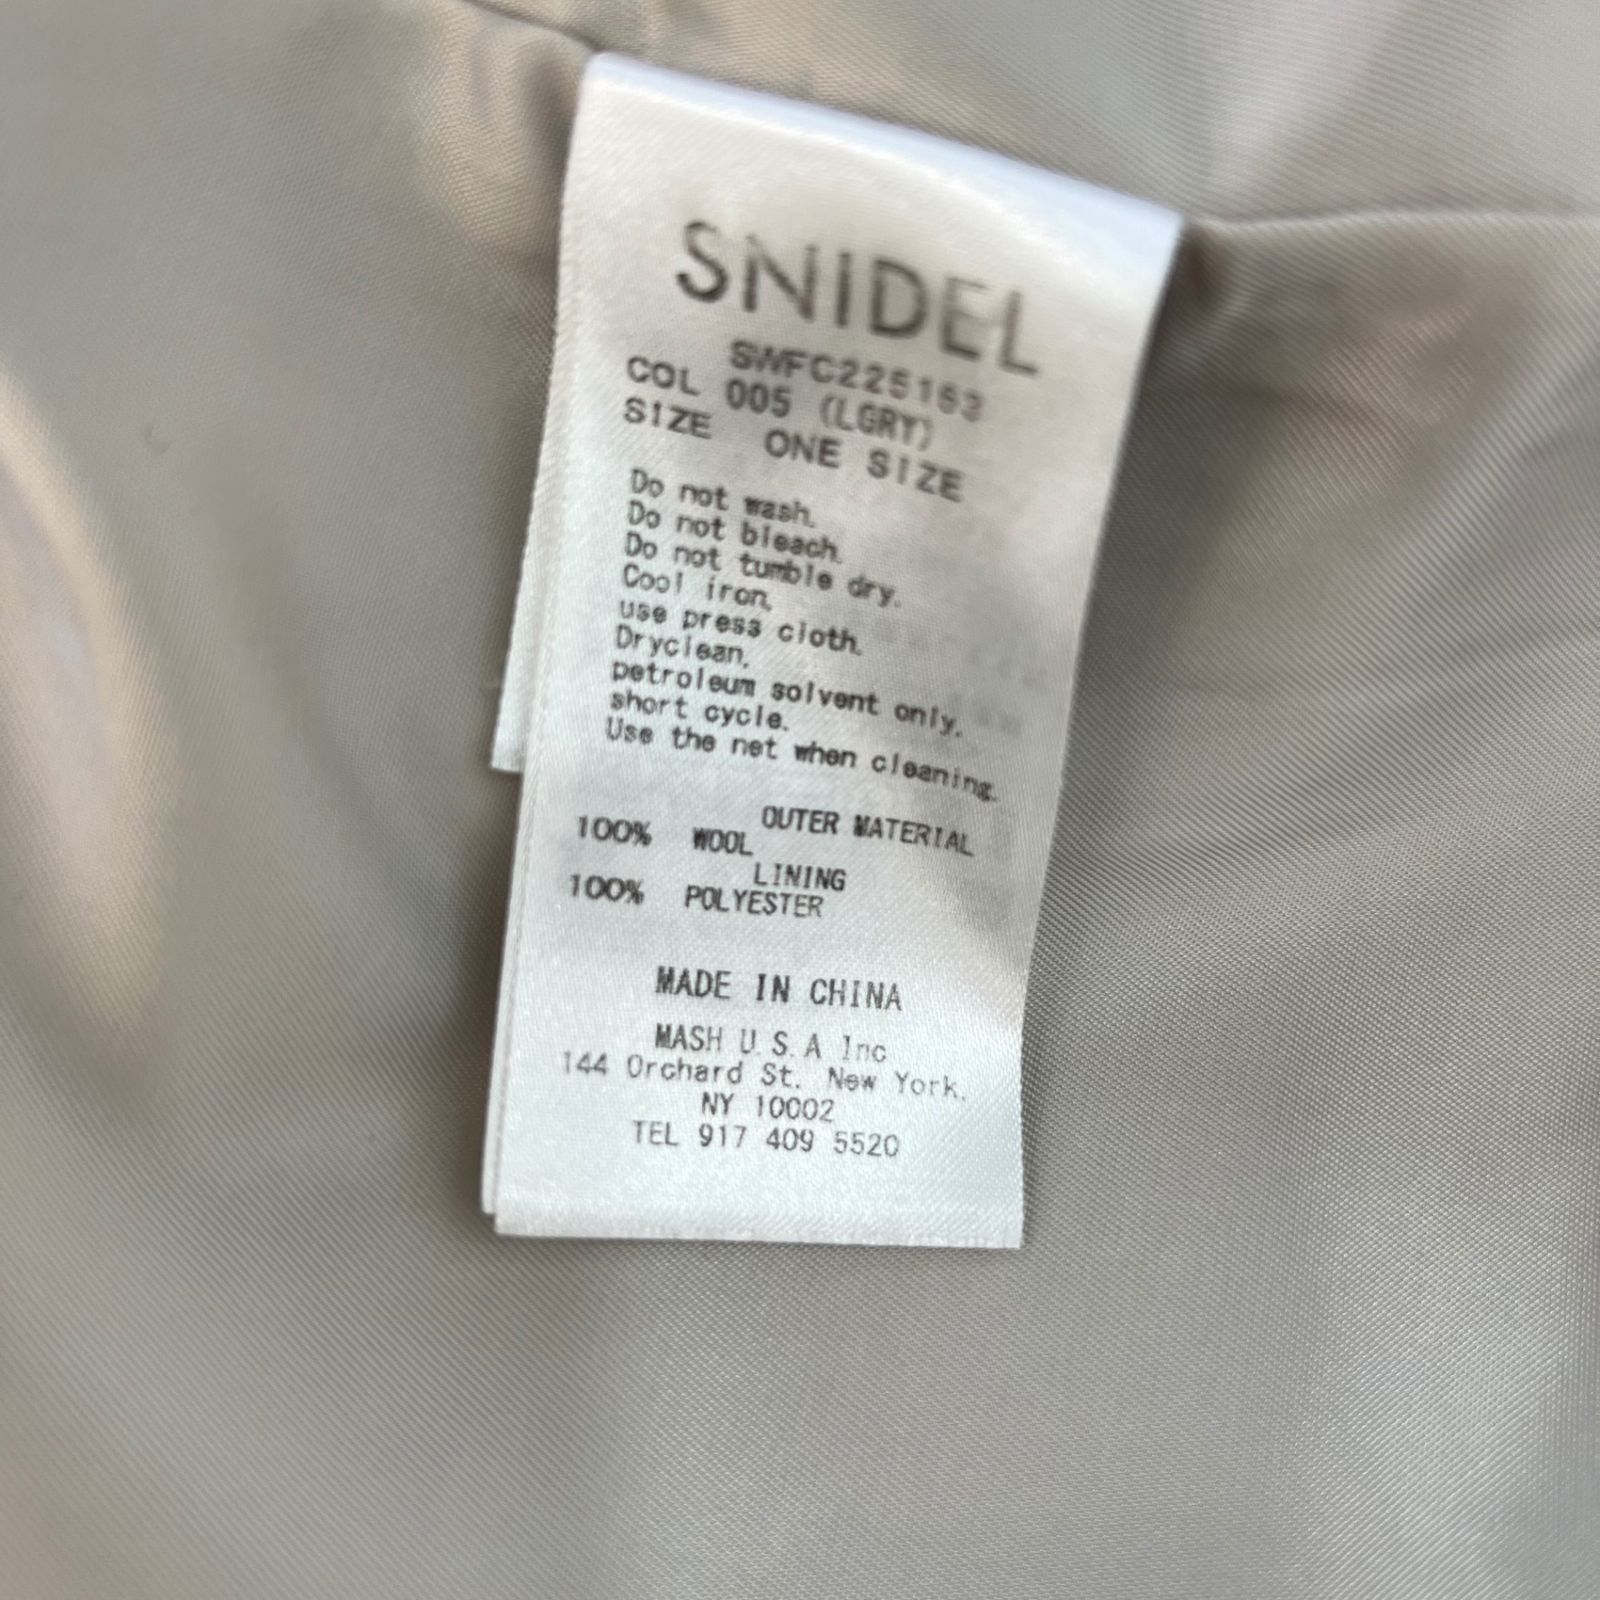 SNIDEL
SWFC225163
COL 005 (LGRY)
SIZE ONE SIZE
Do not wash.
Do not bleach.
Do not tumble dry.
Cool iron,
use press cloth.
Dryclean,
petroleum solvent only.
short cycle.
Use the net when cleaning.
OUTER MATERIAL
100% WOOL
LINING
100% POLYESTER
MADE IN CHINA
MASH U.S.A Inc
144 Orchard St. New York.
NY 10002
TEL 917 409 5520